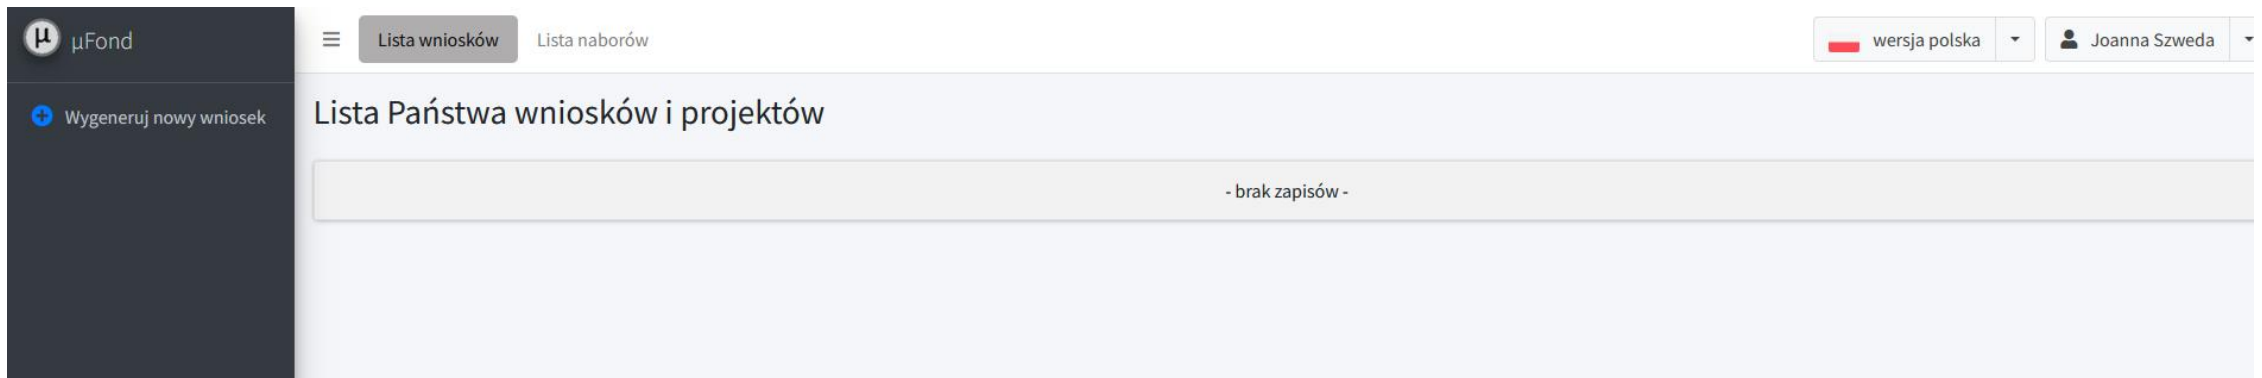 µ µFond
Lista wniosków Lista naborów wersja polska Joanna Szweda
Wygeneruj nowy wniosek
Lista Państwa wniosków i projektów
- brak zapisów -